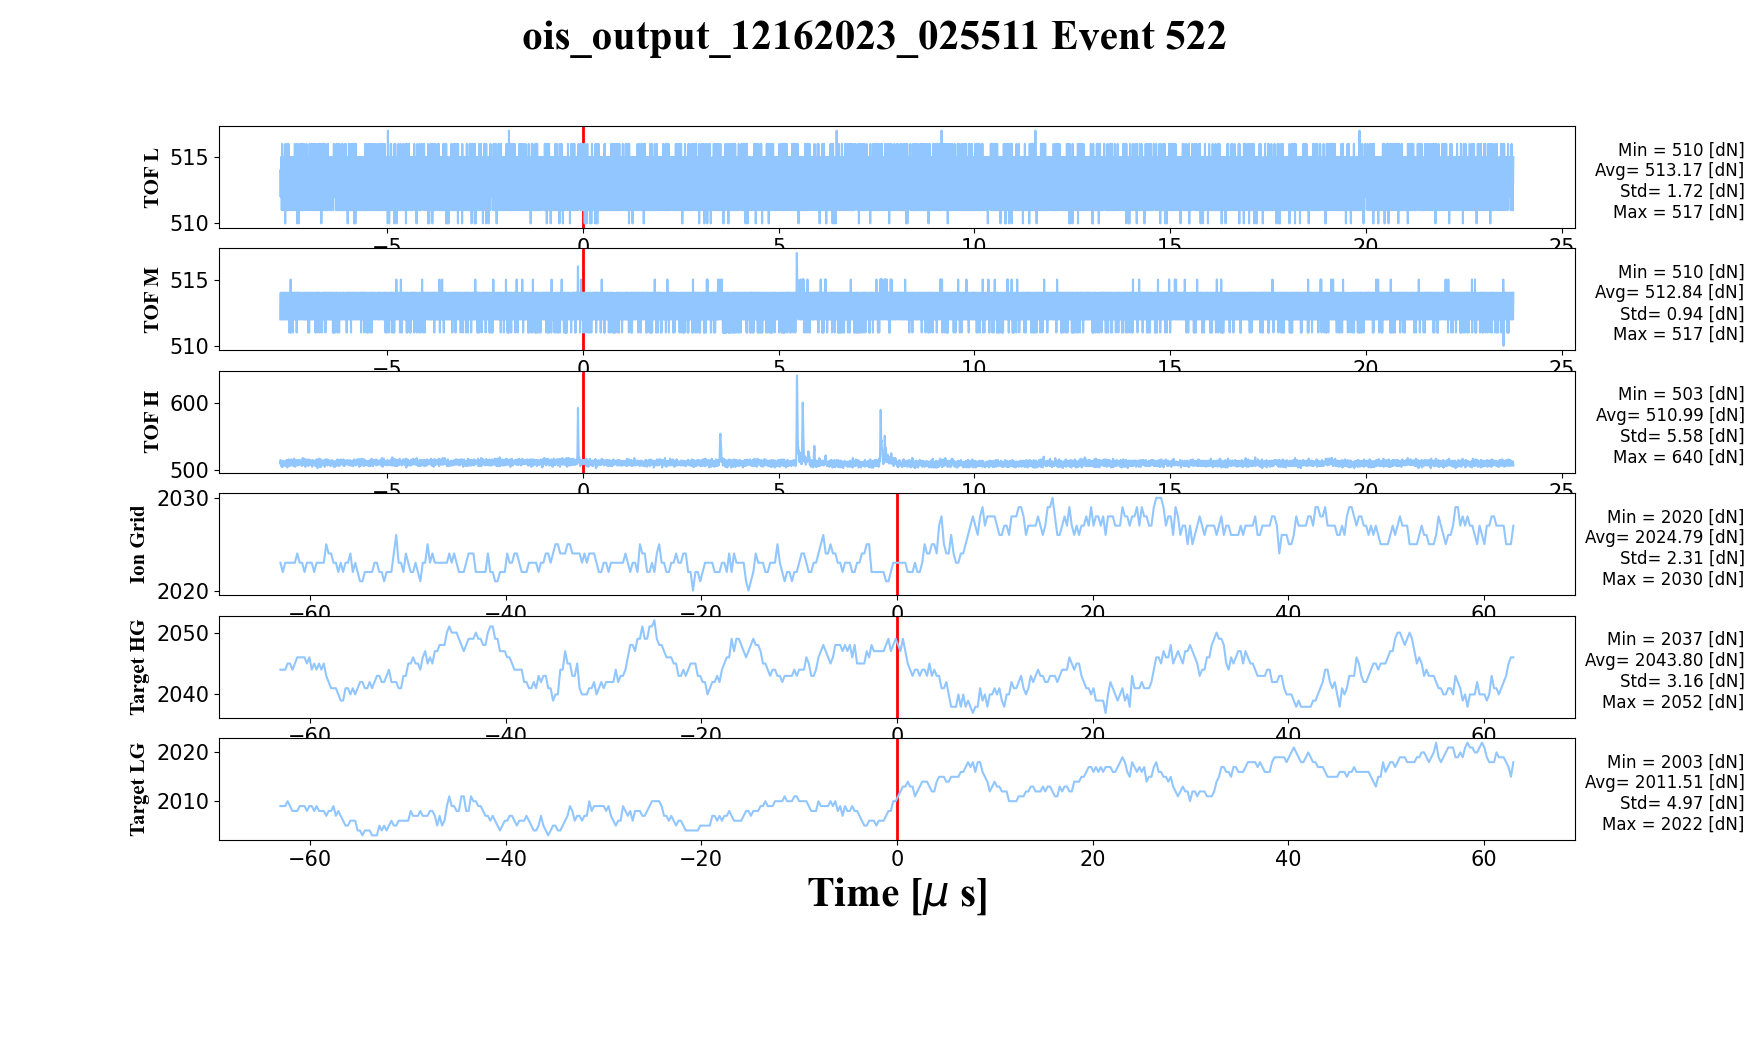 ois_output_12162023_025511 Event 522
TOF L
515
510
−5 0 5 10 15 20 25
Min = 510 [dN]
Avg= 513.17 [dN]
Std= 1.72 [dN]
Max = 517 [dN]
TOF M
515
510
−5 0 5 10 15 20 25
Min = 510 [dN]
Avg= 512.84 [dN]
Std= 0.94 [dN]
Max = 517 [dN]
TOF H
600
500
−5 0 5 10 15 20 25
Min = 503 [dN]
Avg= 510.99 [dN]
Std= 5.58 [dN]
Max = 640 [dN]
Ion Grid
2030
2020
−60 −40 −20 0 20 40 60
Min = 2020 [dN]
Avg= 2024.79 [dN]
Std= 2.31 [dN]
Max = 2030 [dN]
Target HG
2050
2040
−60 −40 −20 0 20 40 60
Min = 2037 [dN]
Avg= 2043.80 [dN]
Std= 3.16 [dN]
Max = 2052 [dN]
Target LG
2020
2010
−60 −40 −20 0 20 40 60
Min = 2003 [dN]
Avg= 2011.51 [dN]
Std= 4.97 [dN]
Max = 2022 [dN]
Time [μ s]